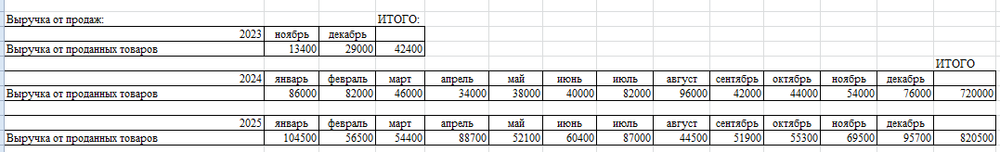 Выручка от продаж: ИТОГО:
2023 ноябрь декабрь
Выручка от проданных товаров 13400 29000 42400
ИТОГО
2024 январь февраль март апрель май июнь июль август сентябрь октябрь ноябрь декабрь
Выручка от проданных товаров 86000 82000 46000 34000 38000 40000 82000 96000 42000 44000 54000 76000 720000
2025 январь февраль март апрель май июнь июль август сентябрь октябрь ноябрь декабрь
Выручка от проданных товаров 104500 56500 54400 88700 52100 60400 87000 44500 51900 55300 69500 95700 820500